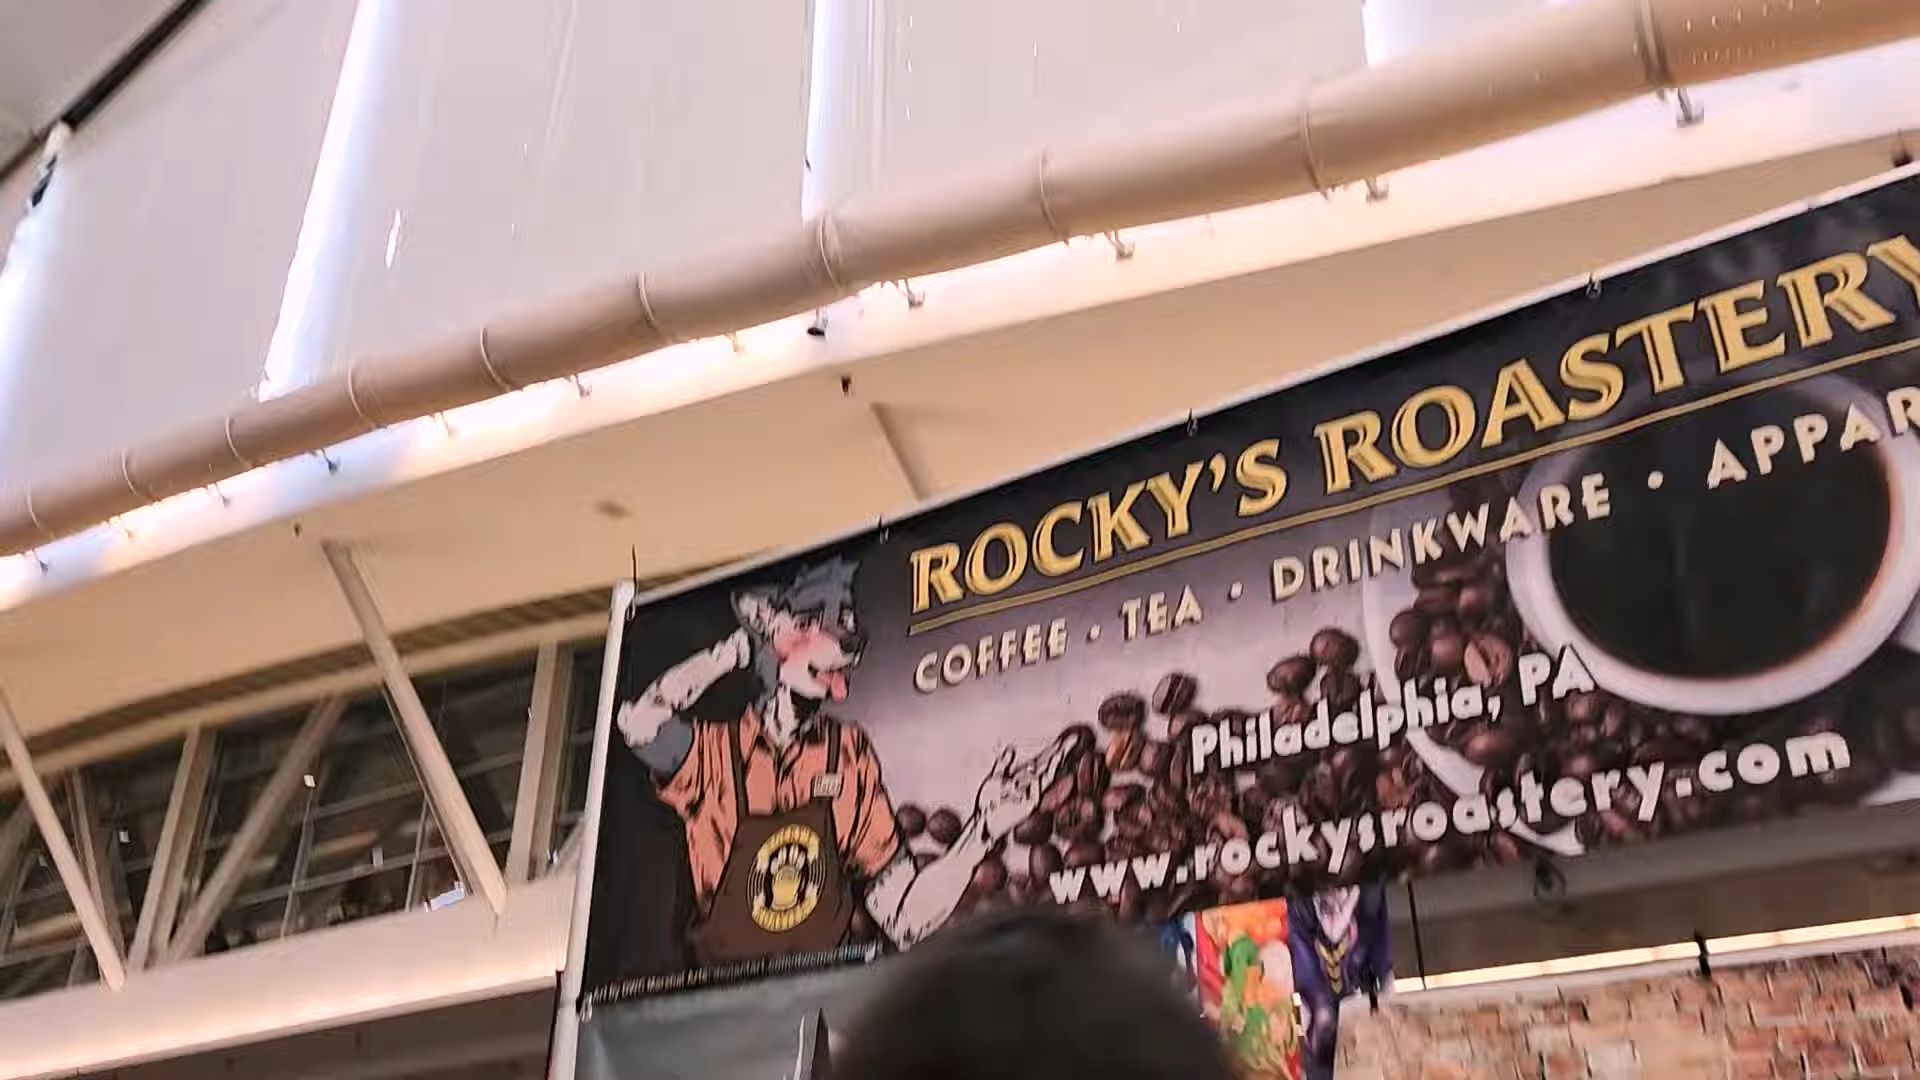 ROCKY'S ROASTERY
COFFEE · TEA · DRINKWARE · APPAR
Philadelphia, PA
www.rockysroastery.com